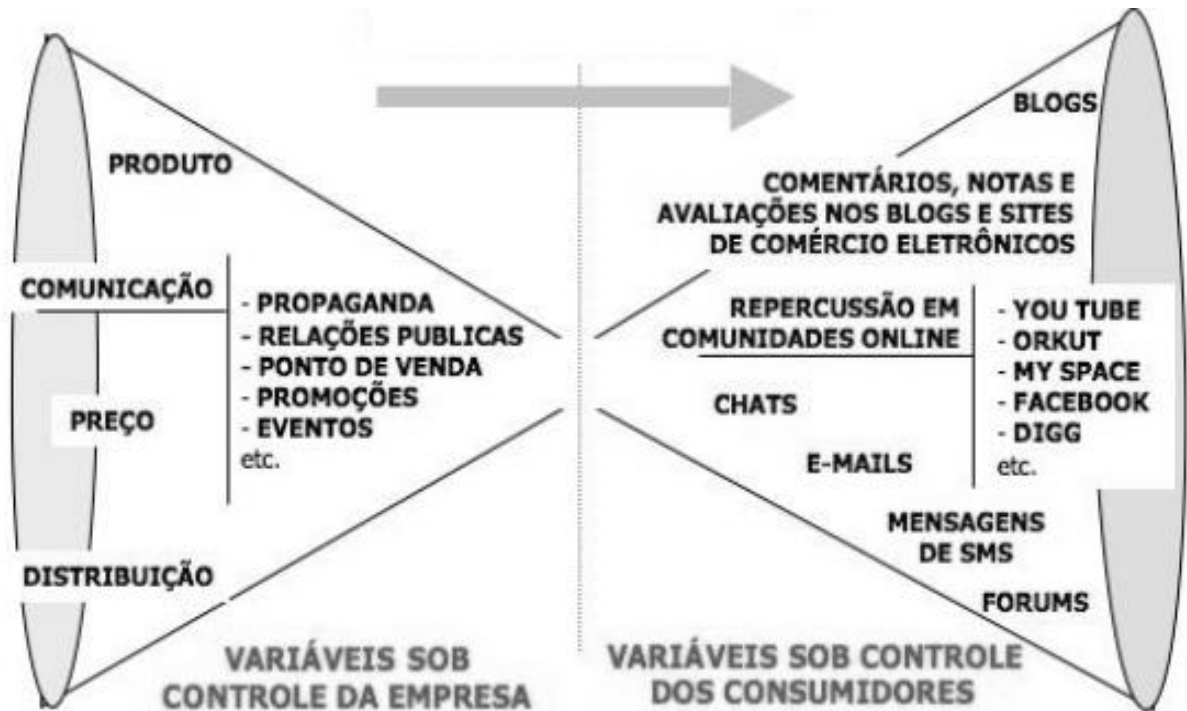 PRODUTO
COMUNICAÇÃO
- PROPAGANDA
- RELAÇÕES PUBLICAS
- PONTO DE VENDA
- PROMOÇÕES
- EVENTOS
etc.
PREÇO
DISTRIBUIÇÃO
VARIÁVEIS SOB
CONTROLE DA EMPRESA
BLOGS
COMENTÁRIOS, NOTAS E
AVALIAÇÕES NOS BLOGS E SITES
DE COMÉRCIO ELETRÔNICOS
REPERCUSSÃO EM
COMUNIDADES ONLINE
- YOU TUBE
- ORKUT
- MY SPACE
- FACEBOOK
- DIGG
etc.
CHATS
E-MAILS
MENSAGENS
DE SMS
FORUMS
VARIÁVEIS SOB CONTROLE
DOS CONSUMIDORES